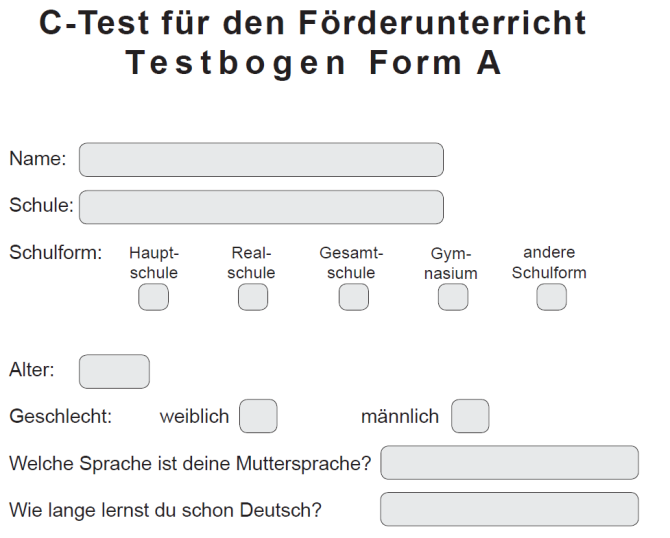 C-Test für den Förderunterricht
Testbogen Form A
Name:
Schule:
Schulform: Haupt- Real- Gesamt- Gym- andere
schule schule schule nasium Schulform
Alter:
Geschlecht: weiblich männlich
Welche Sprache ist deine Muttersprache?
Wie lange lernst du schon Deutsch?